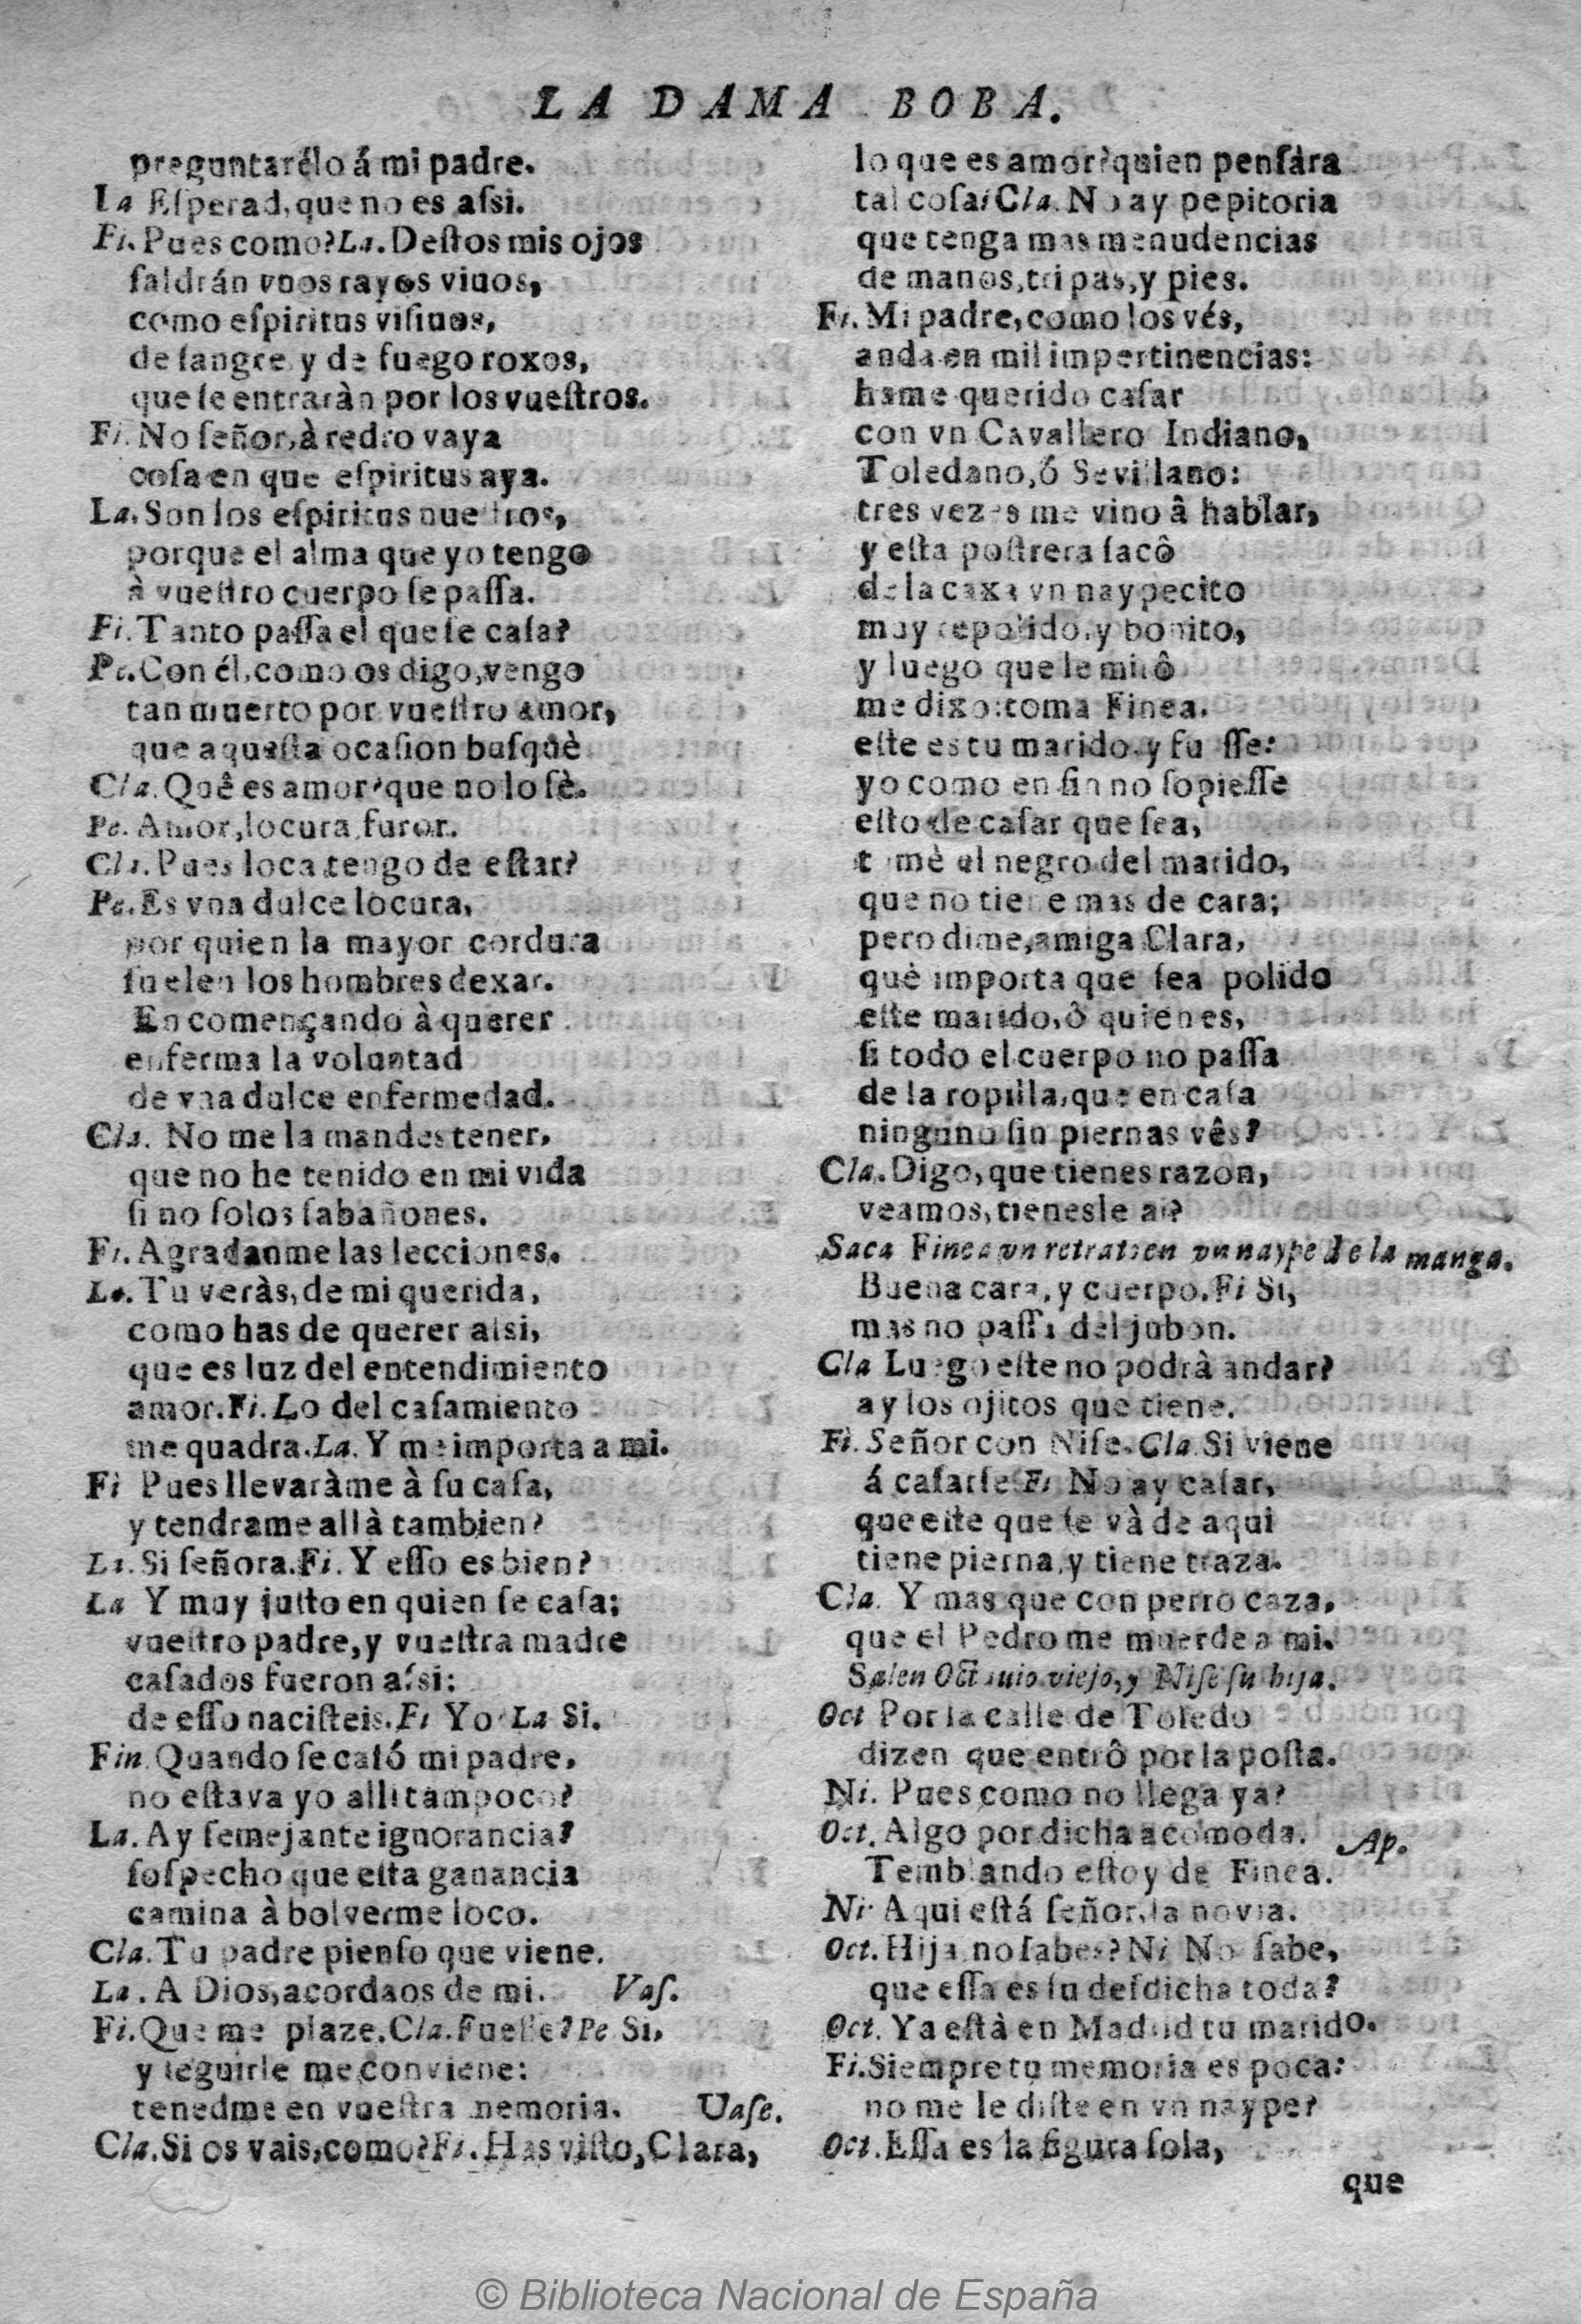 LA DAMA BOBA.
preguntarélo á mi padre.
La Eſperad, que no es aſsi.
Fi. Pues como? La. Deſtos mis ojos
ſaldrán vnos rayos viuos,
como eſpiritus viſiuos,
de ſangre, y de fuego roxos,
que ſe entraràn por los vueſtros.
Fi. No ſeñor, à redro vaya
coſa en que eſpiritus aya.
La. Son los eſpiritus nueſtros,
porque el alma que yo tengo
à vueſtro cuerpo ſe paſſa.
Fi. Tanto paſſa el que ſe caſa?
Pe. Con él, como os digo, vengo
tan muerto por vueſtro amor,
que aqueſta ocaſion buſquè
Cla. Quê es amor? que no lo ſè.
Pe. Amor, locura, furor.
Cla. Pues loca tengo de eſtar?
Pe. Es vna dulce locura,
por quien la mayor cordura
ſuelen los hombres dexar.
En començando à querer
enferma la voluntad
de vna dulce enfermedad.
Cla. No me la mandes tener,
que no he tenido en mi vida
ſi no ſolos ſabañones.
Fi. Agradanme las lecciones.
La. Tu veràs, de mi querida,
como has de querer aſsi,
que es luz del entendimiento
amor. Fi. Lo del caſamiento
me quadra. La. Y me importa a mi.
Fi Pues llevaràme à ſu caſa,
y tendrame allà tambien?
La. Si ſeñora. Fi. Y eſſo es bien?
La Y muy juſto en quien ſe caſa;
vueſtro padre, y vueſtra madre
caſados fueron aſsi:
de eſſo naciſteis. Fi Yo? La Si.
Fin Quando ſe casó mi padre,
no eſtava yo alli tampoco?
La. Ay ſemejante ignorancia?
ſoſpecho que eſta ganancia
camina à bolverme loco.
Cla. Tu padre pienſo que viene.
La. A Dios, acordaos de mi. Vaſ.
Fi. Que me plaze. Cla. Fueſſe? Pe Si,
y ſeguirle me conviene:
tenedme en vueſtra memoria. Vaſe.
Cla. Si os vais, como? Fi. Has viſto, Clara,
lo que es amor? quien penſàra
tal coſa? Cla. No ay pepitoria
que tenga mas menudencias
de manos, tripas, y pies.
Fi. Mi padre, como los vés,
anda en mil impertinencias:
hame querido caſar
con vn Cavallero Indiano,
Toledano, ó Sevillano:
tres vezes me vino â hablar,
y eſta poſtrera ſacô
de la caxa vn naypecito
muy repolido, y bonito,
y luego que le mirô
me dixo: toma Finea.
eſte es tu marido, y fueſſe:
yo como en fin no ſopieſſe
eſto de caſar que ſea,
tomè el negro del marido,
que no tiene mas de cara;
pero dime, amiga Clara,
què importa que ſea polido
eſte marido, ô quien es,
ſi todo el cuerpo no paſſa
de la ropilla, que en caſa
ninguno ſin piernas vês?
Cla. Digo, que tienes razon,
veamos, tienesle aì?
Saca Finea vn retrato en vn naype de la manga.
Buena cara, y cuerpo. Fi Si,
mas no paſſa del jubon.
Cla Luego eſte no podrà andar?
ay los ojitos que tiene.
Fi. Señor con Niſe. Cla. Si viene
á caſarſe Fi No ay caſar,
que eſte que ſe và de aqui
tiene pierna, y tiene traza.
Cla. Y mas que con perro caza,
que el Pedro me muerde a mi.
Salen Octauio viejo, y Niſe ſu hija.
Oct Por la calle de Toledo
dizen que entrô por la poſta.
Ni. Pues como no llega ya?
Oct. Algo por dicha acomoda. Ap.
Temblando eſtoy de Finea.
Ni. Aqui eſtá ſeñor, la novia.
Oct. Hija, no ſabes? Ni No ſabe,
que eſſa es ſu deſdicha toda?
Oct. Ya eſtà en Madrid tu marido.
Fi. Siempre tu memoria es poca:
no me le diſte en vn naype?
Oct. Eſſa es la figura ſola,
que
© Biblioteca Nacional de España